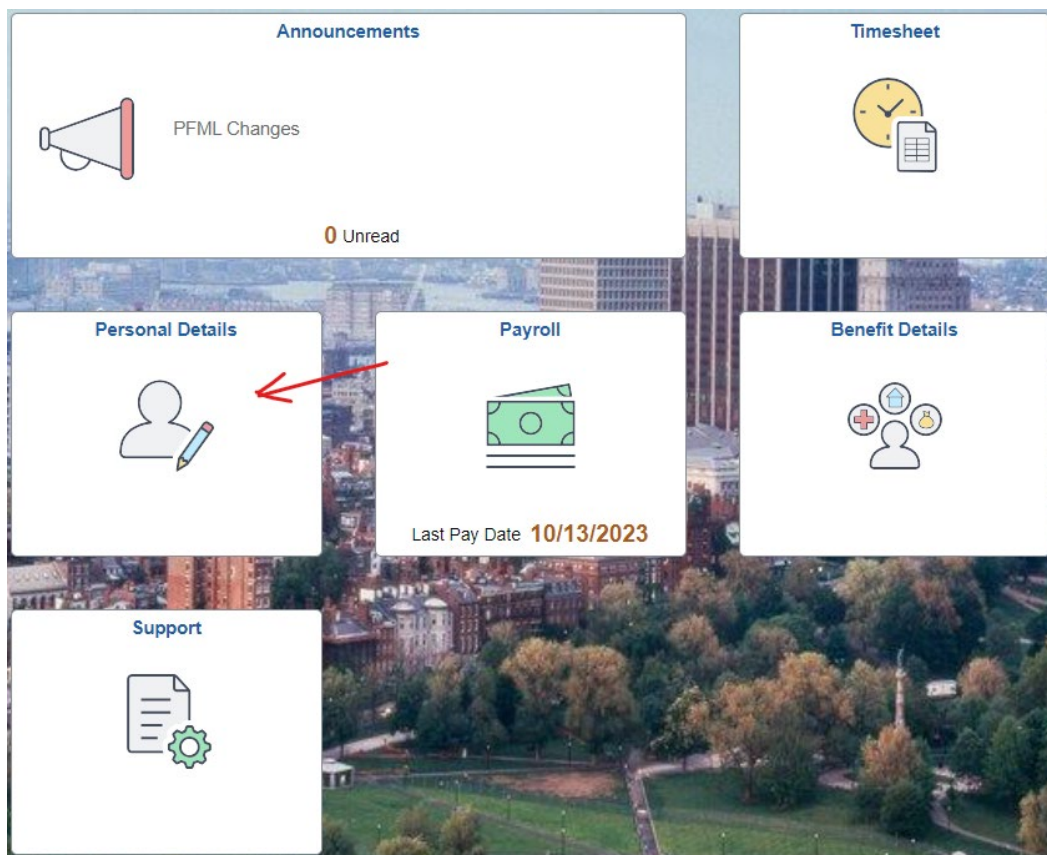 Announcements
Timesheet
PFML Changes
0 Unread
Personal Details
Payroll
Benefit Details
Last Pay Date 10/13/2023
Support